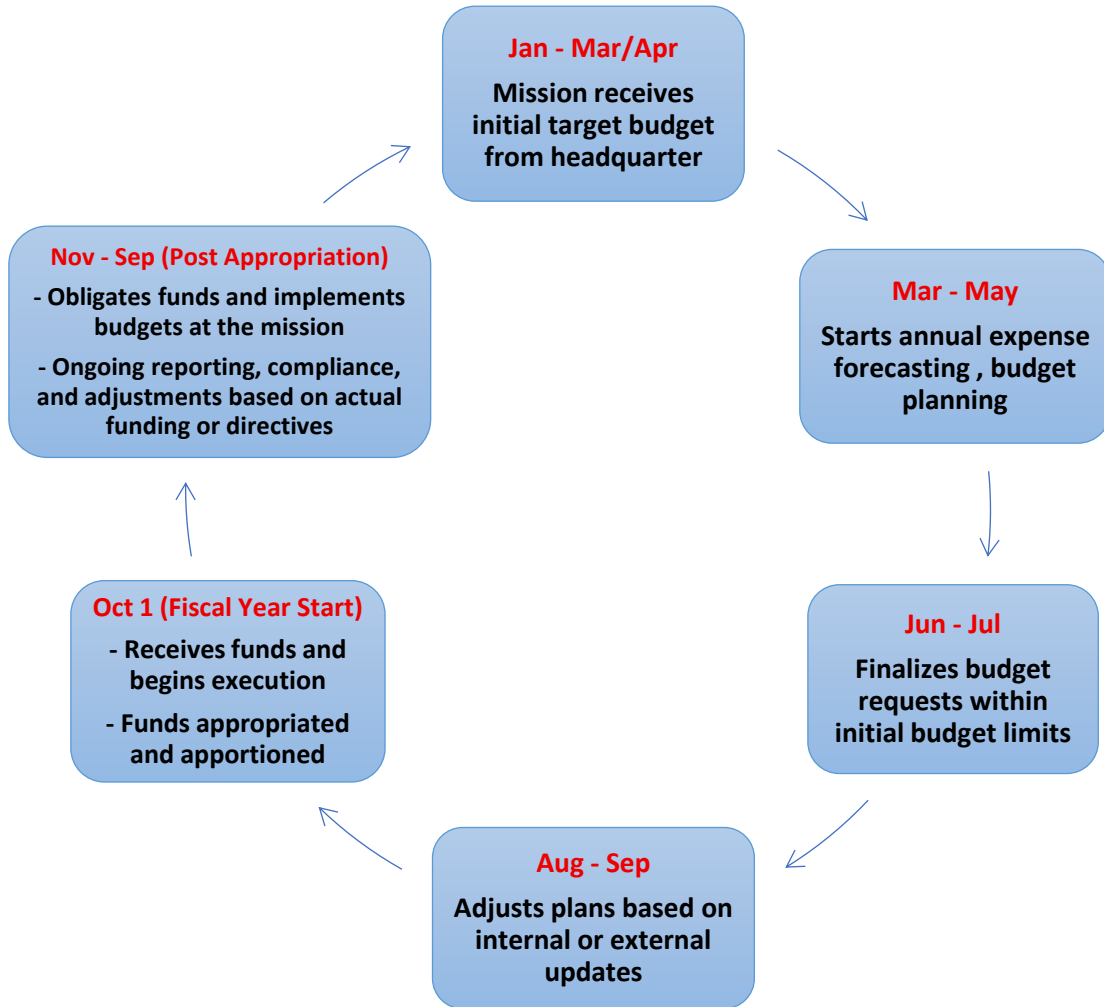 Jan - Mar/Apr
Mission receives
initial target budget
from headquarter
Mar - May
Starts annual expense
forecasting , budget
planning
Jun - Jul
Finalizes budget
requests within
initial budget limits
Aug - Sep
Adjusts plans based on
internal or external
updates
Oct 1 (Fiscal Year Start)
- Receives funds and
begins execution
- Funds appropriated
and apportioned
Nov - Sep (Post Appropriation)
- Obligates funds and implements
budgets at the mission
- Ongoing reporting, compliance,
and adjustments based on actual
funding or directives